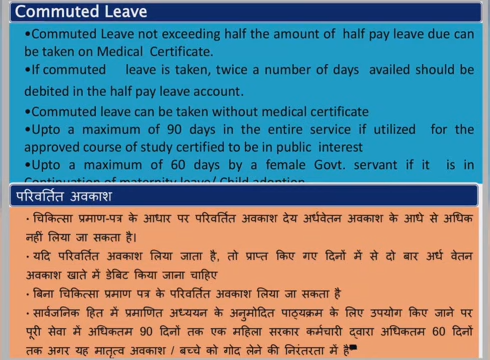 Commuted Leave
•Commuted Leave not exceeding half the amount of half pay leave due can
be taken on Medical Certificate.
•If commuted leave is taken, twice a number of days availed should be
debited in the half pay leave account.
•Commuted leave can be taken without medical certificate
•Upto a maximum of 90 days in the entire service if utilized for the
approved course of study certified to be in public interest
•Upto a maximum of 60 days by a female Govt. servant if it is in
Continuation of maternity leave/ Child adoption
परिवर्तित अवकाश
· चिकित्सा प्रमाण-पत्र के आधार पर परिवर्तित अवकाश देय अर्धवेतन अवकाश के आधे से अधिक
नहीं लिया जा सकता है।
· यदि परिवर्तित अवकाश लिया जाता है, तो प्राप्त किए गए दिनों में से दो बार अर्ध वेतन
अवकाश खाते में डेबिट किया जाना चाहिए
· बिना चिकित्सा प्रमाण पत्र के परिवर्तित अवकाश लिया जा सकता है
· सार्वजनिक हित में प्रमाणित अध्ययन के अनुमोदित पाठ्यक्रम के लिए उपयोग किए जाने पर
पूरी सेवा में अधिकतम 90 दिनों तक एक महिला सरकार कर्मचारी द्वारा अधिकतम 60 दिनों
तक अगर यह मातृत्व अवकाश / बच्चे को गोद लेने की निरंतरता में है